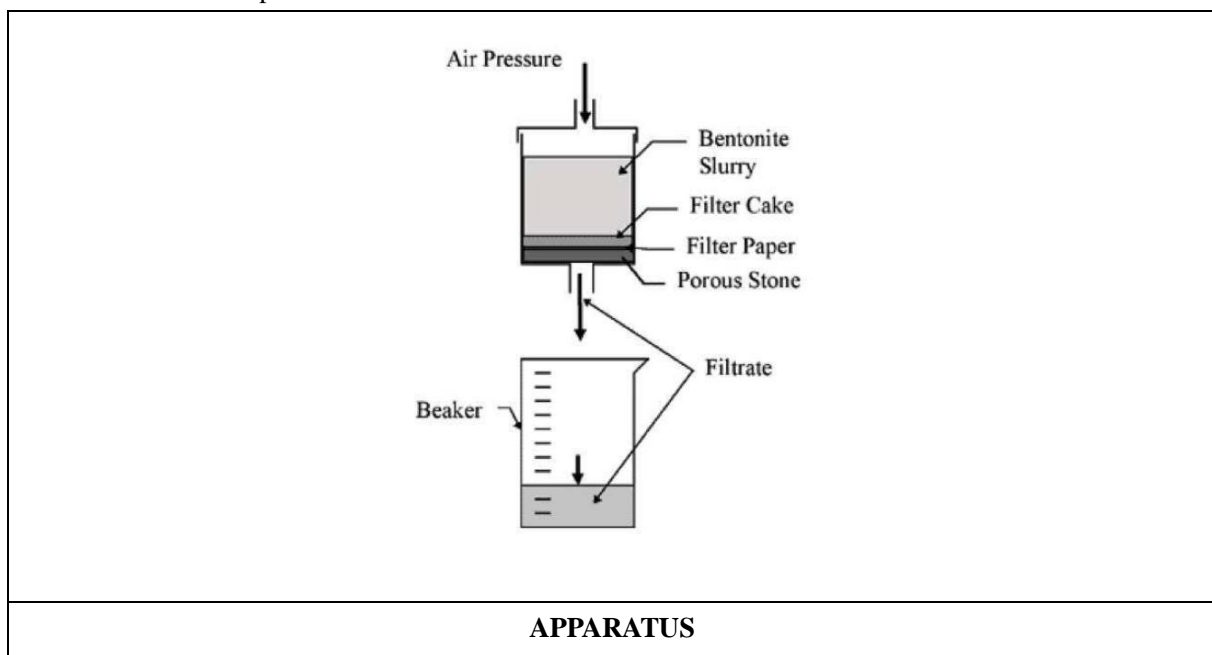 Air Pressure
Bentonite
Slurry
Filter Cake
Filter Paper
Porous Stone
Filtrate
Beaker
APPARATUS